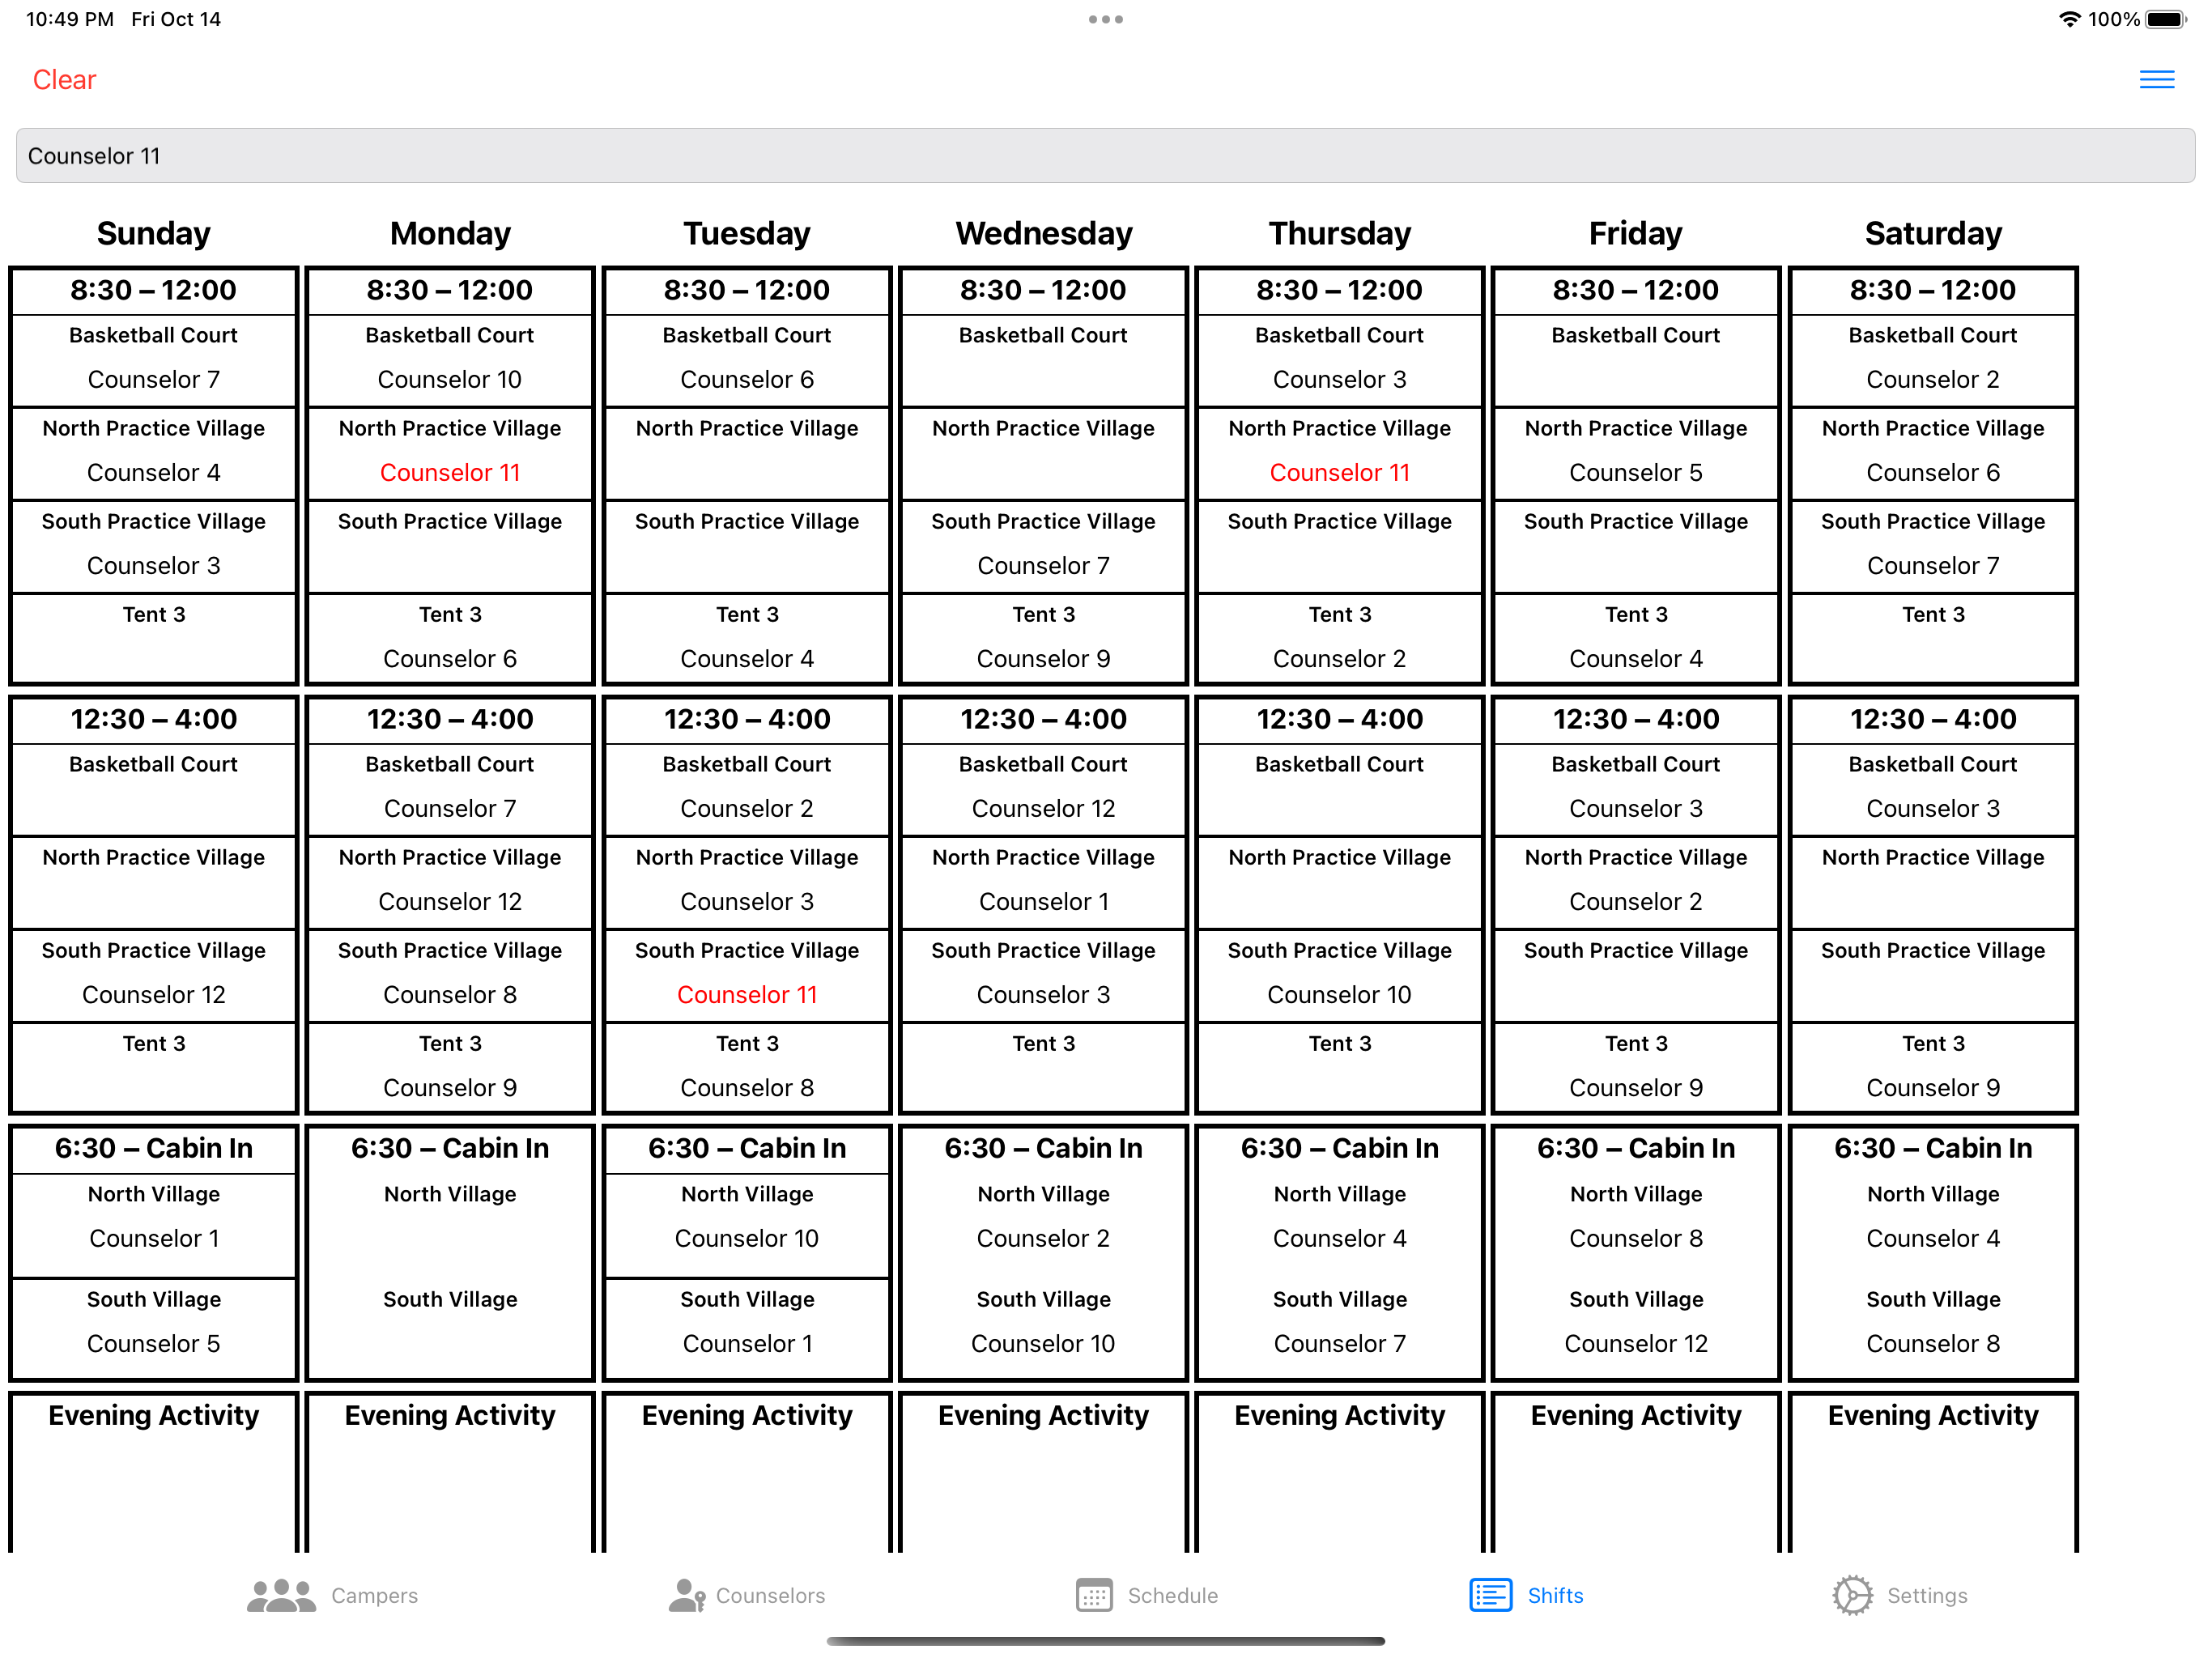 10:49 PM Fri Oct 14
100%
Clear
Counselor 11
Sunday Monday Tuesday Wednesday Thursday Friday Saturday
8:30 – 12:00 8:30 – 12:00 8:30 – 12:00 8:30 – 12:00 8:30 – 12:00 8:30 – 12:00 8:30 – 12:00
Basketball Court Basketball Court Basketball Court Basketball Court Basketball Court Basketball Court Basketball Court
Counselor 7 Counselor 10 Counselor 6 Counselor 3 Counselor 2
North Practice Village North Practice Village North Practice Village North Practice Village North Practice Village North Practice Village North Practice Village
Counselor 4 Counselor 11 Counselor 11 Counselor 5 Counselor 6
South Practice Village South Practice Village South Practice Village South Practice Village South Practice Village South Practice Village South Practice Village
Counselor 3 Counselor 7 Counselor 7
Tent 3 Tent 3 Tent 3 Tent 3 Tent 3 Tent 3 Tent 3
Counselor 6 Counselor 4 Counselor 9 Counselor 2 Counselor 4
12:30 – 4:00 12:30 – 4:00 12:30 – 4:00 12:30 – 4:00 12:30 – 4:00 12:30 – 4:00 12:30 – 4:00
Basketball Court Basketball Court Basketball Court Basketball Court Basketball Court Basketball Court Basketball Court
Counselor 7 Counselor 2 Counselor 12 Counselor 3 Counselor 3
North Practice Village North Practice Village North Practice Village North Practice Village North Practice Village North Practice Village North Practice Village
Counselor 12 Counselor 3 Counselor 1 Counselor 2
South Practice Village South Practice Village South Practice Village South Practice Village South Practice Village South Practice Village South Practice Village
Counselor 12 Counselor 8 Counselor 11 Counselor 3 Counselor 10
Tent 3 Tent 3 Tent 3 Tent 3 Tent 3 Tent 3 Tent 3
Counselor 9 Counselor 8 Counselor 9 Counselor 9
6:30 – Cabin In 6:30 – Cabin In 6:30 – Cabin In 6:30 – Cabin In 6:30 – Cabin In 6:30 – Cabin In 6:30 – Cabin In
North Village North Village North Village North Village North Village North Village North Village
Counselor 1 Counselor 10 Counselor 2 Counselor 4 Counselor 8 Counselor 4
South Village South Village South Village South Village South Village South Village South Village
Counselor 5 Counselor 1 Counselor 10 Counselor 7 Counselor 12 Counselor 8
Evening Activity Evening Activity Evening Activity Evening Activity Evening Activity Evening Activity Evening Activity
Campers Counselors Schedule Shifts Settings